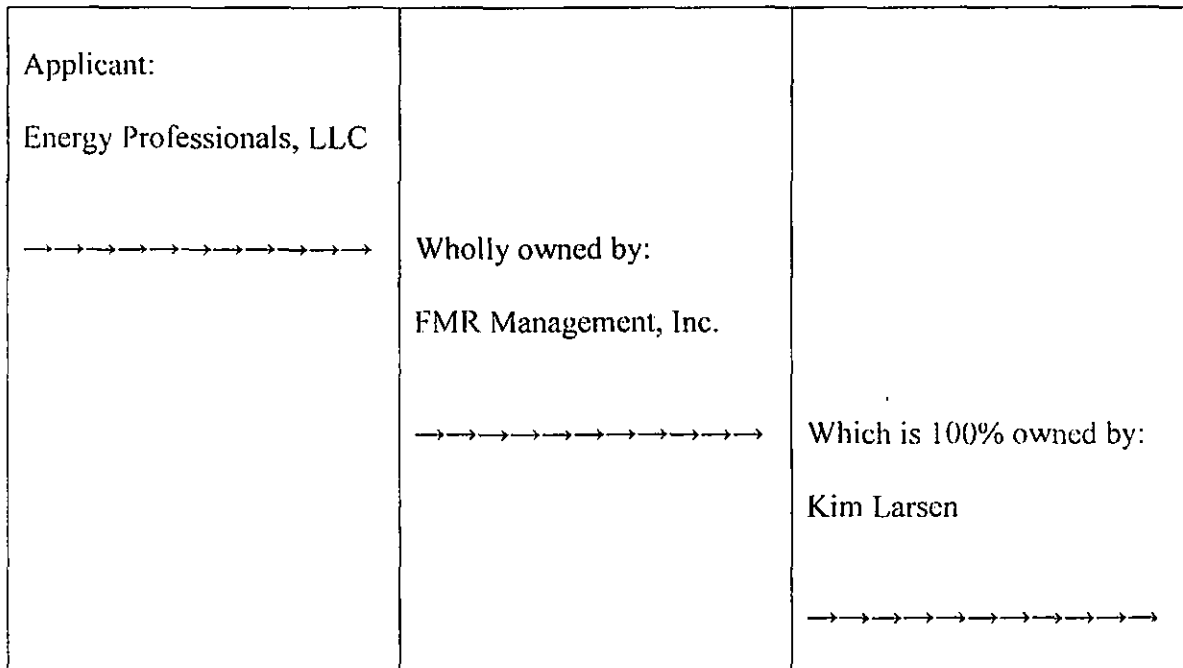 Applicant:
Energy Professionals, LLC
→→→→→→→→→→→
Wholly owned by:
FMR Management, Inc.
→→→→→→→→→→→
Which is 100% owned by:
Kim Larsen
→→→→→→→→→→→